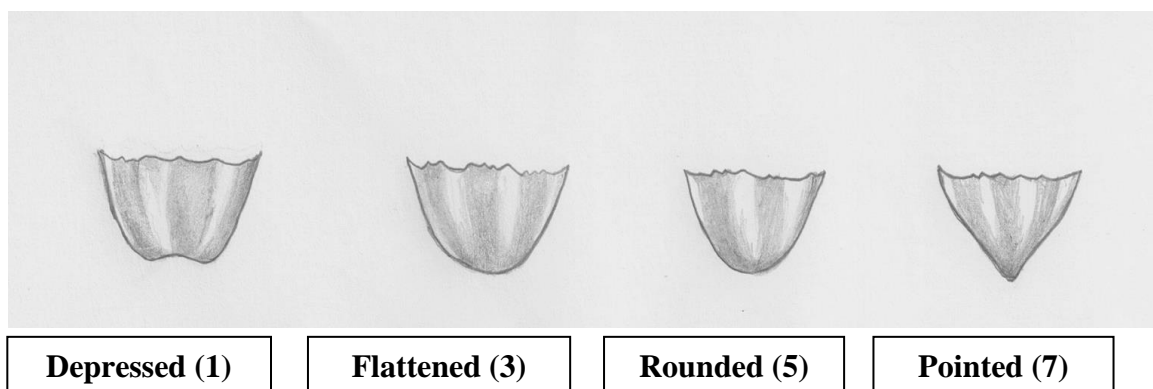 Depressed (1)
Flattened (3)
Rounded (5)
Pointed (7)